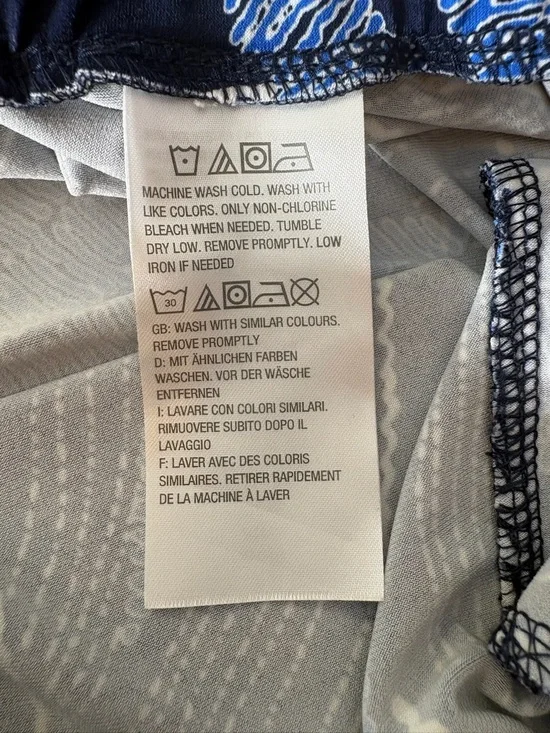 MACHINE WASH COLD. WASH WITH
LIKE COLORS. ONLY NON-CHLORINE
BLEACH WHEN NEEDED. TUMBLE
DRY LOW. REMOVE PROMPTLY. LOW
IRON IF NEEDED
30
GB: WASH WITH SIMILAR COLOURS.
REMOVE PROMPTLY
D: MIT ÄHNLICHEN FARBEN
WASCHEN. VOR DER WÄSCHE
ENTFERNEN
I: LAVARE CON COLORI SIMILARI.
RIMUOVERE SUBITO DOPO IL
LAVAGGIO
F: LAVER AVEC DES COLORIS
SIMILAIRES. RETIRER RAPIDEMENT
DE LA MACHINE À LAVER